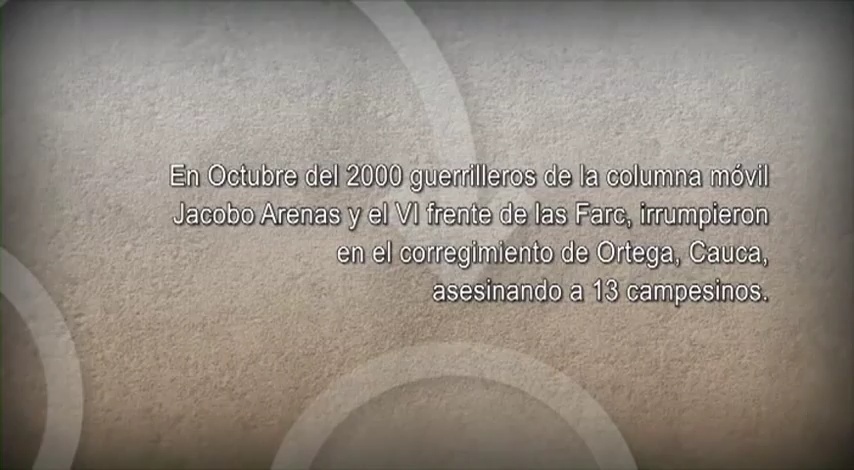 En Octubre del 2000 guerrilleros de la columna móvil
Jacobo Arenas y el VI frente de las Farc, irrumpieron
en el corregimiento de Ortega, Cauca,
asesinando a 13 campesinos.